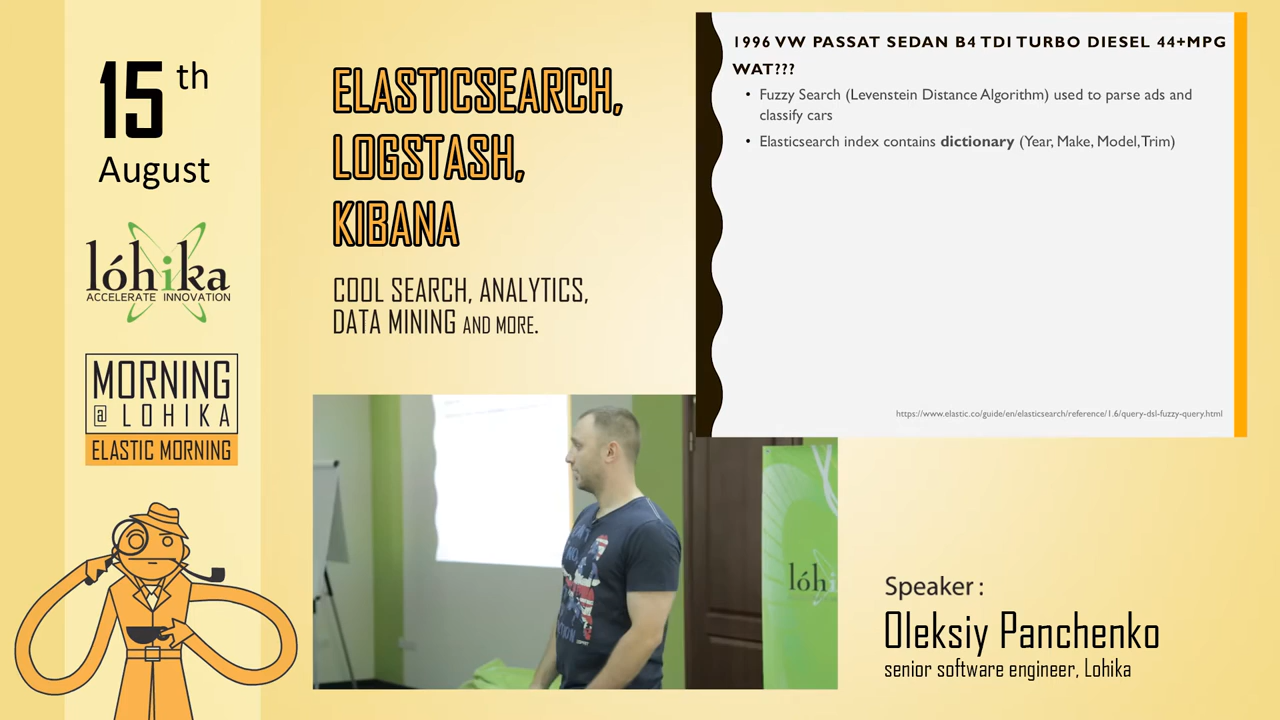 15 th
August
lóhika
ACCELERATE INNOVATION
MORNING
@ LOHIKA
ELASTIC MORNING
ELASTICSEARCH,
LOGSTASH,
KIBANA
COOL SEARCH, ANALYTICS,
DATA MINING AND MORE.
1996 VW PASSAT SEDAN B4 TDI TURBO DIESEL 44+MPG
WAT???
• Fuzzy Search (Levenstein Distance Algorithm) used to parse ads and
classify cars
• Elasticsearch index contains dictionary (Year, Make, Model, Trim)
https://www.elastic.co/guide/en/elasticsearch/reference/1.6/query-dsl-fuzzy-query.html
lóhi
Speaker :
Oleksiy Panchenko
senior software engineer, Lohika